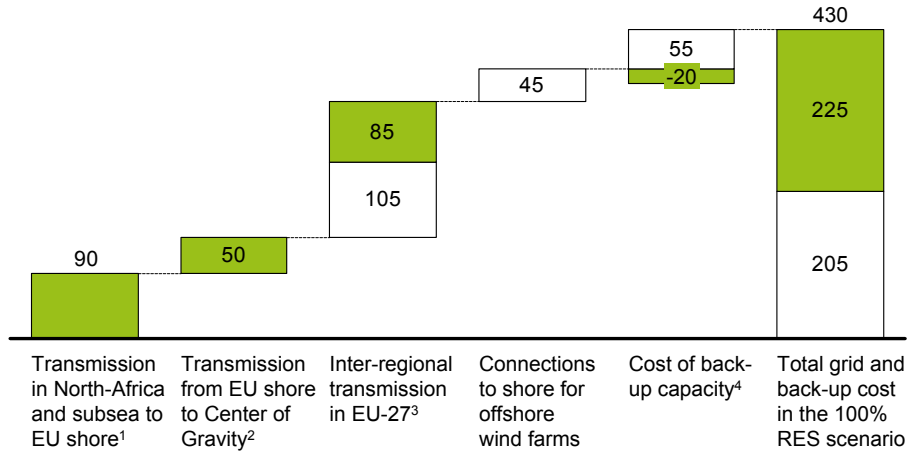 430
55
-20
45
225
85
105
90
50
205
Transmission
in North-Africa
and subsea to
EU shore¹
Transmission
from EU shore
to Center of
Gravity²
Inter-regional
transmission
in EU-27³
Connections
to shore for
offshore
wind farms
Cost of back-
up capacity⁴
Total grid and
back-up cost
in the 100%
RES scenario